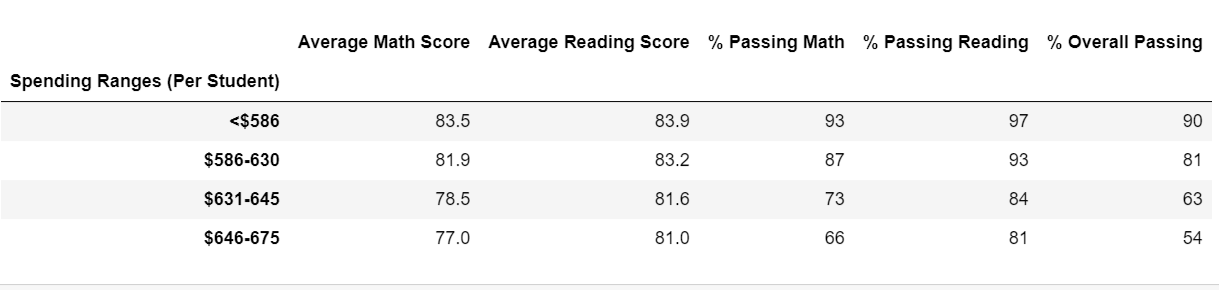 Average Math Score Average Reading Score % Passing Math % Passing Reading % Overall Passing
Spending Ranges (Per Student)
<$586 83.5 83.9 93 97 90
$586-630 81.9 83.2 87 93 81
$631-645 78.5 81.6 73 84 63
$646-675 77.0 81.0 66 81 54